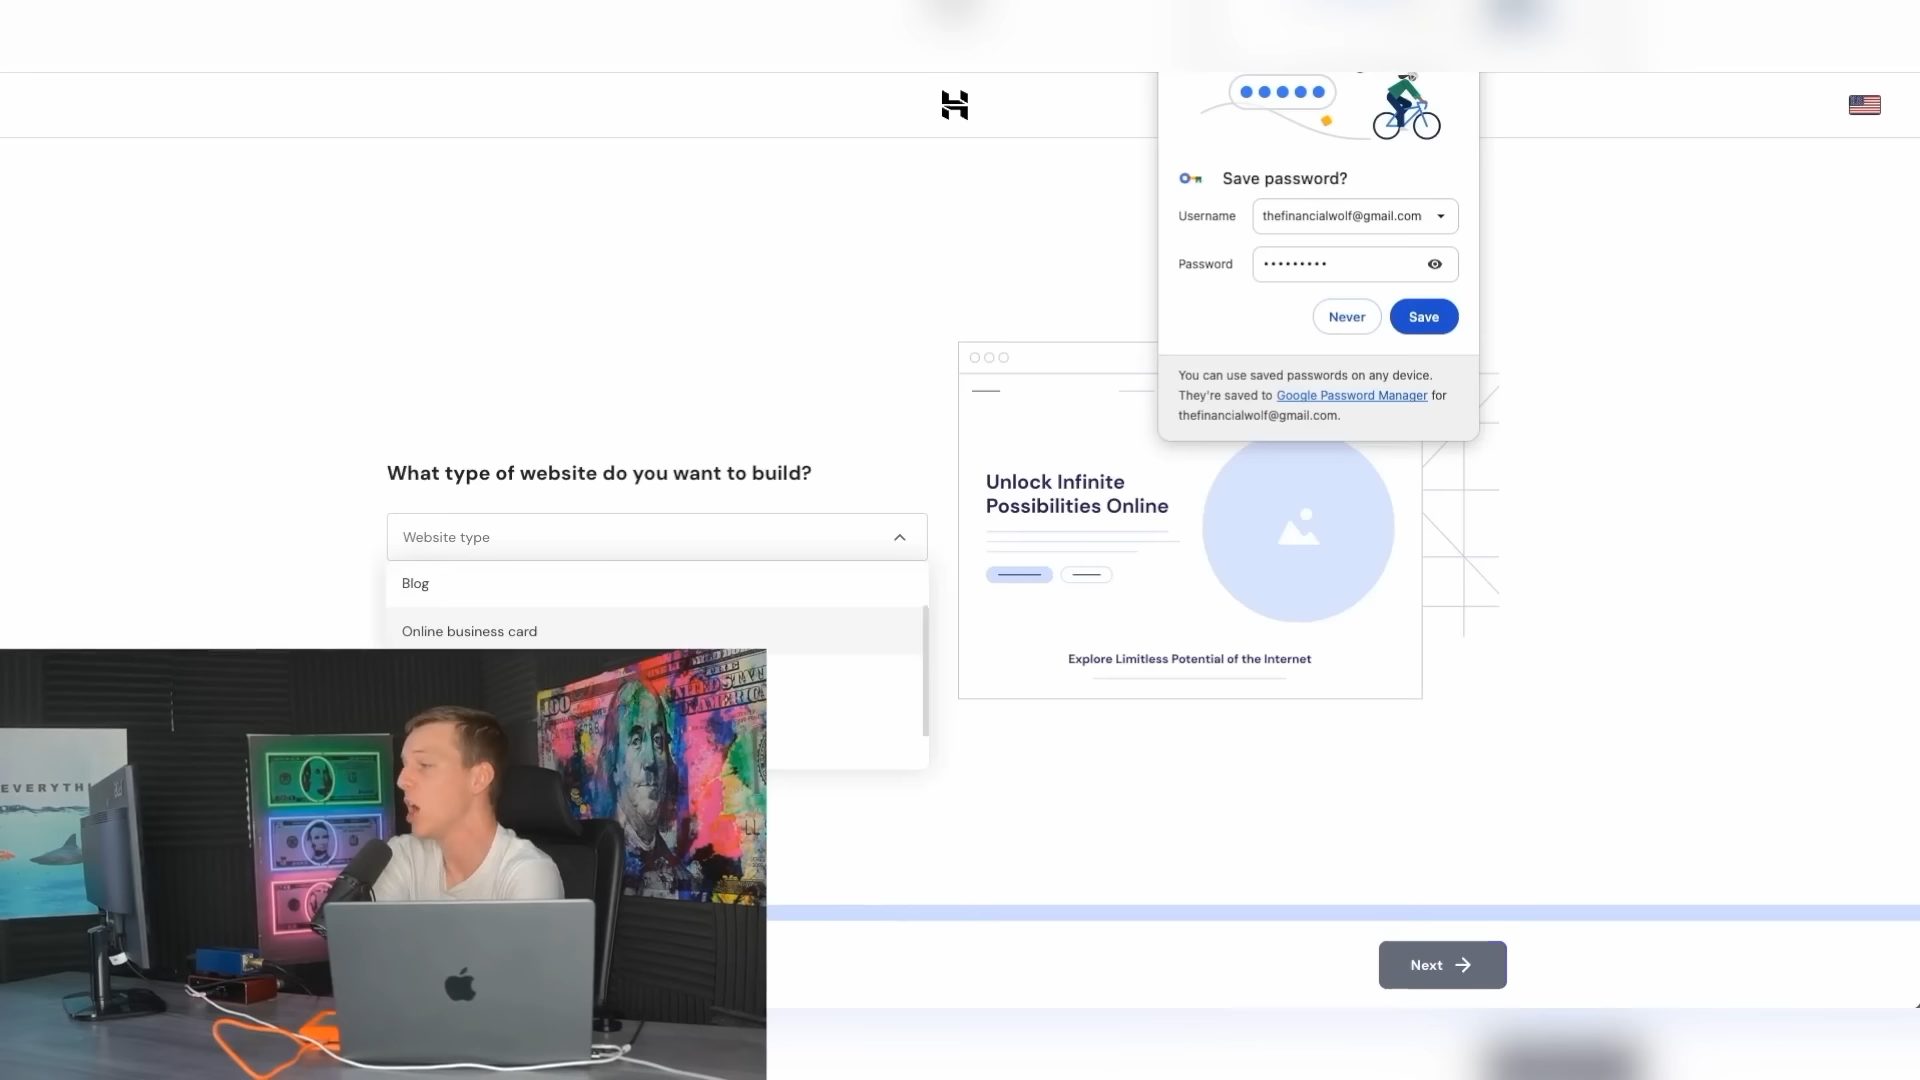 Save password?
Username
thefinancialwolf@gmail.com
Password
•••••••••
Never
Save
You can use saved passwords on any device.
They're saved to Google Password Manager for
thefinancialwolf@gmail.com.
What type of website do you want to build?
Website type
Blog
Online business card
Unlock Infinite
Possibilities Online
Explore Limitless Potential of the Internet
EVERYTHI
100
Next